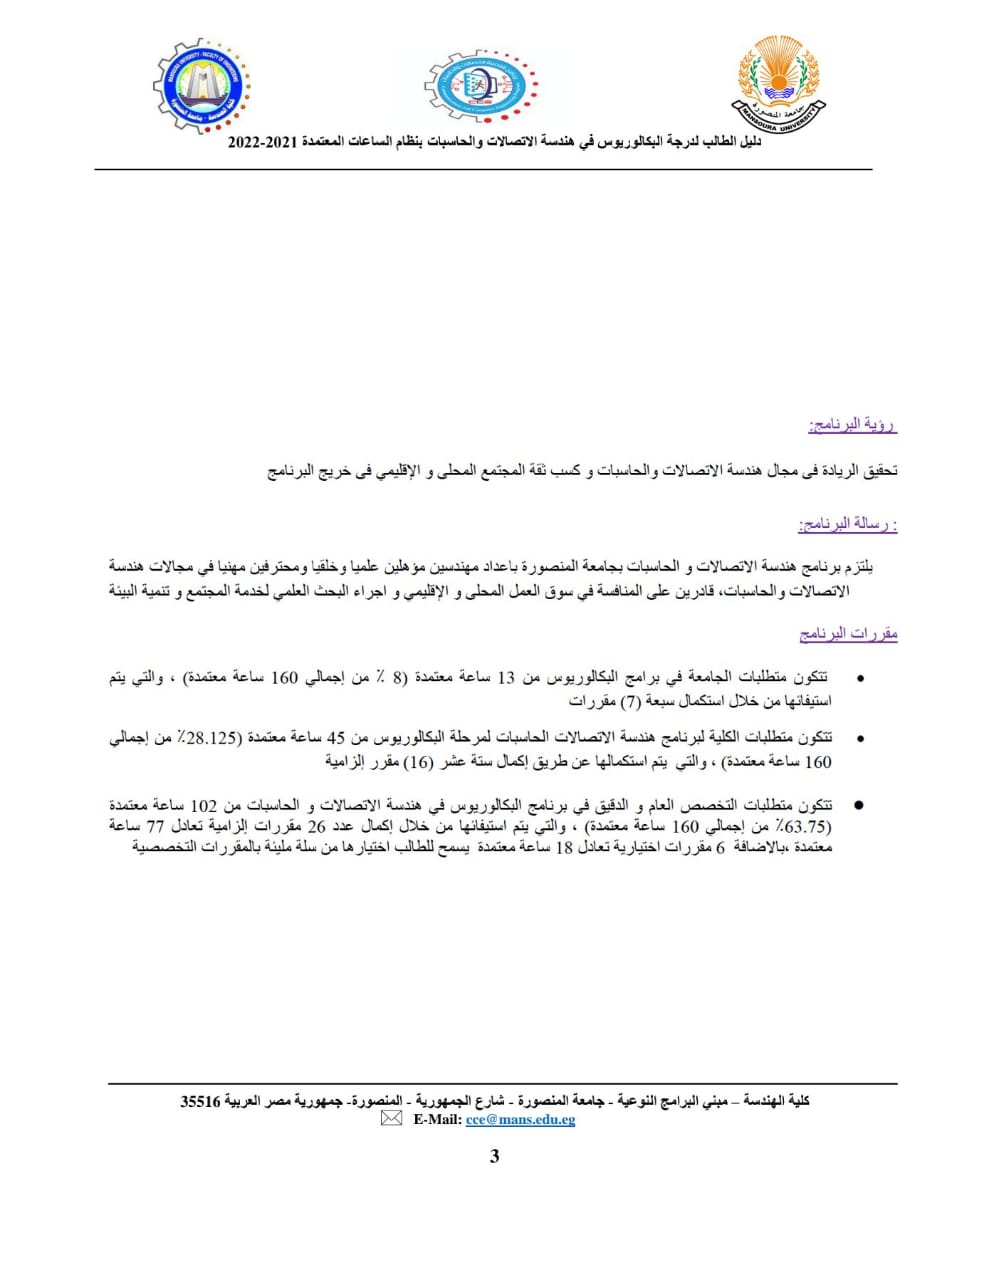 MANSOURA UNIVERSITY - FACULTY OF ENGINEERING
كلية الهندسة - جامعة المنصورة
جامعة المنصورة
MANSOURA UNIVERSITY
دليل الطالب لدرجة البكالوريوس في هندسة الاتصالات والحاسبات بنظام الساعات المعتمدة 2021-2022
رؤية البرنامج:
تحقيق الريادة فى مجال هندسة الاتصالات والحاسبات و كسب ثقة المجتمع المحلى و الإقليمي فى خريج البرنامج
: رسالة البرنامج:
يلتزم برنامج هندسة الاتصالات و الحاسبات بجامعة المنصورة باعداد مهندسين مؤهلين علميا وخلقيا ومحترفين مهنيا في مجالات هندسة
الاتصالات والحاسبات، قادرين على المنافسة في سوق العمل المحلى و الإقليمي و اجراء البحث العلمي لخدمة المجتمع و تنمية البيئة
مقررات البرنامج
• تتكون متطلبات الجامعة في برامج البكالوريوس من 13 ساعة معتمدة (8 ٪ من إجمالي 160 ساعة معتمدة) ، والتي يتم
استيفائها من خلال استكمال سبعة (7) مقررات
• تتكون متطلبات الكلية لبرنامج هندسة الاتصالات الحاسبات لمرحلة البكالوريوس من 45 ساعة معتمدة (28.125٪ من إجمالي
160 ساعة معتمدة) ، والتي يتم استكمالها عن طريق إكمال ستة عشر (16) مقرر إلزامية
• تتكون متطلبات التخصص العام و الدقيق في برنامج البكالوريوس في هندسة الاتصالات و الحاسبات من 102 ساعة معتمدة
(63.75٪ من إجمالي 160 ساعة معتمدة) ، والتي يتم استيفائها من خلال إكمال عدد 26 مقررات إلزامية تعادل 77 ساعة
معتمدة ،بالاضافة 6 مقررات اختيارية تعادل 18 ساعة معتمدة يسمح للطالب اختيارها من سلة مليئة بالمقررات التخصصية
كلية الهندسة – مبني البرامج النوعية - جامعة المنصورة - شارع الجمهورية - المنصورة- جمهورية مصر العربية 35516
E-Mail: cce@mans.edu.eg
3